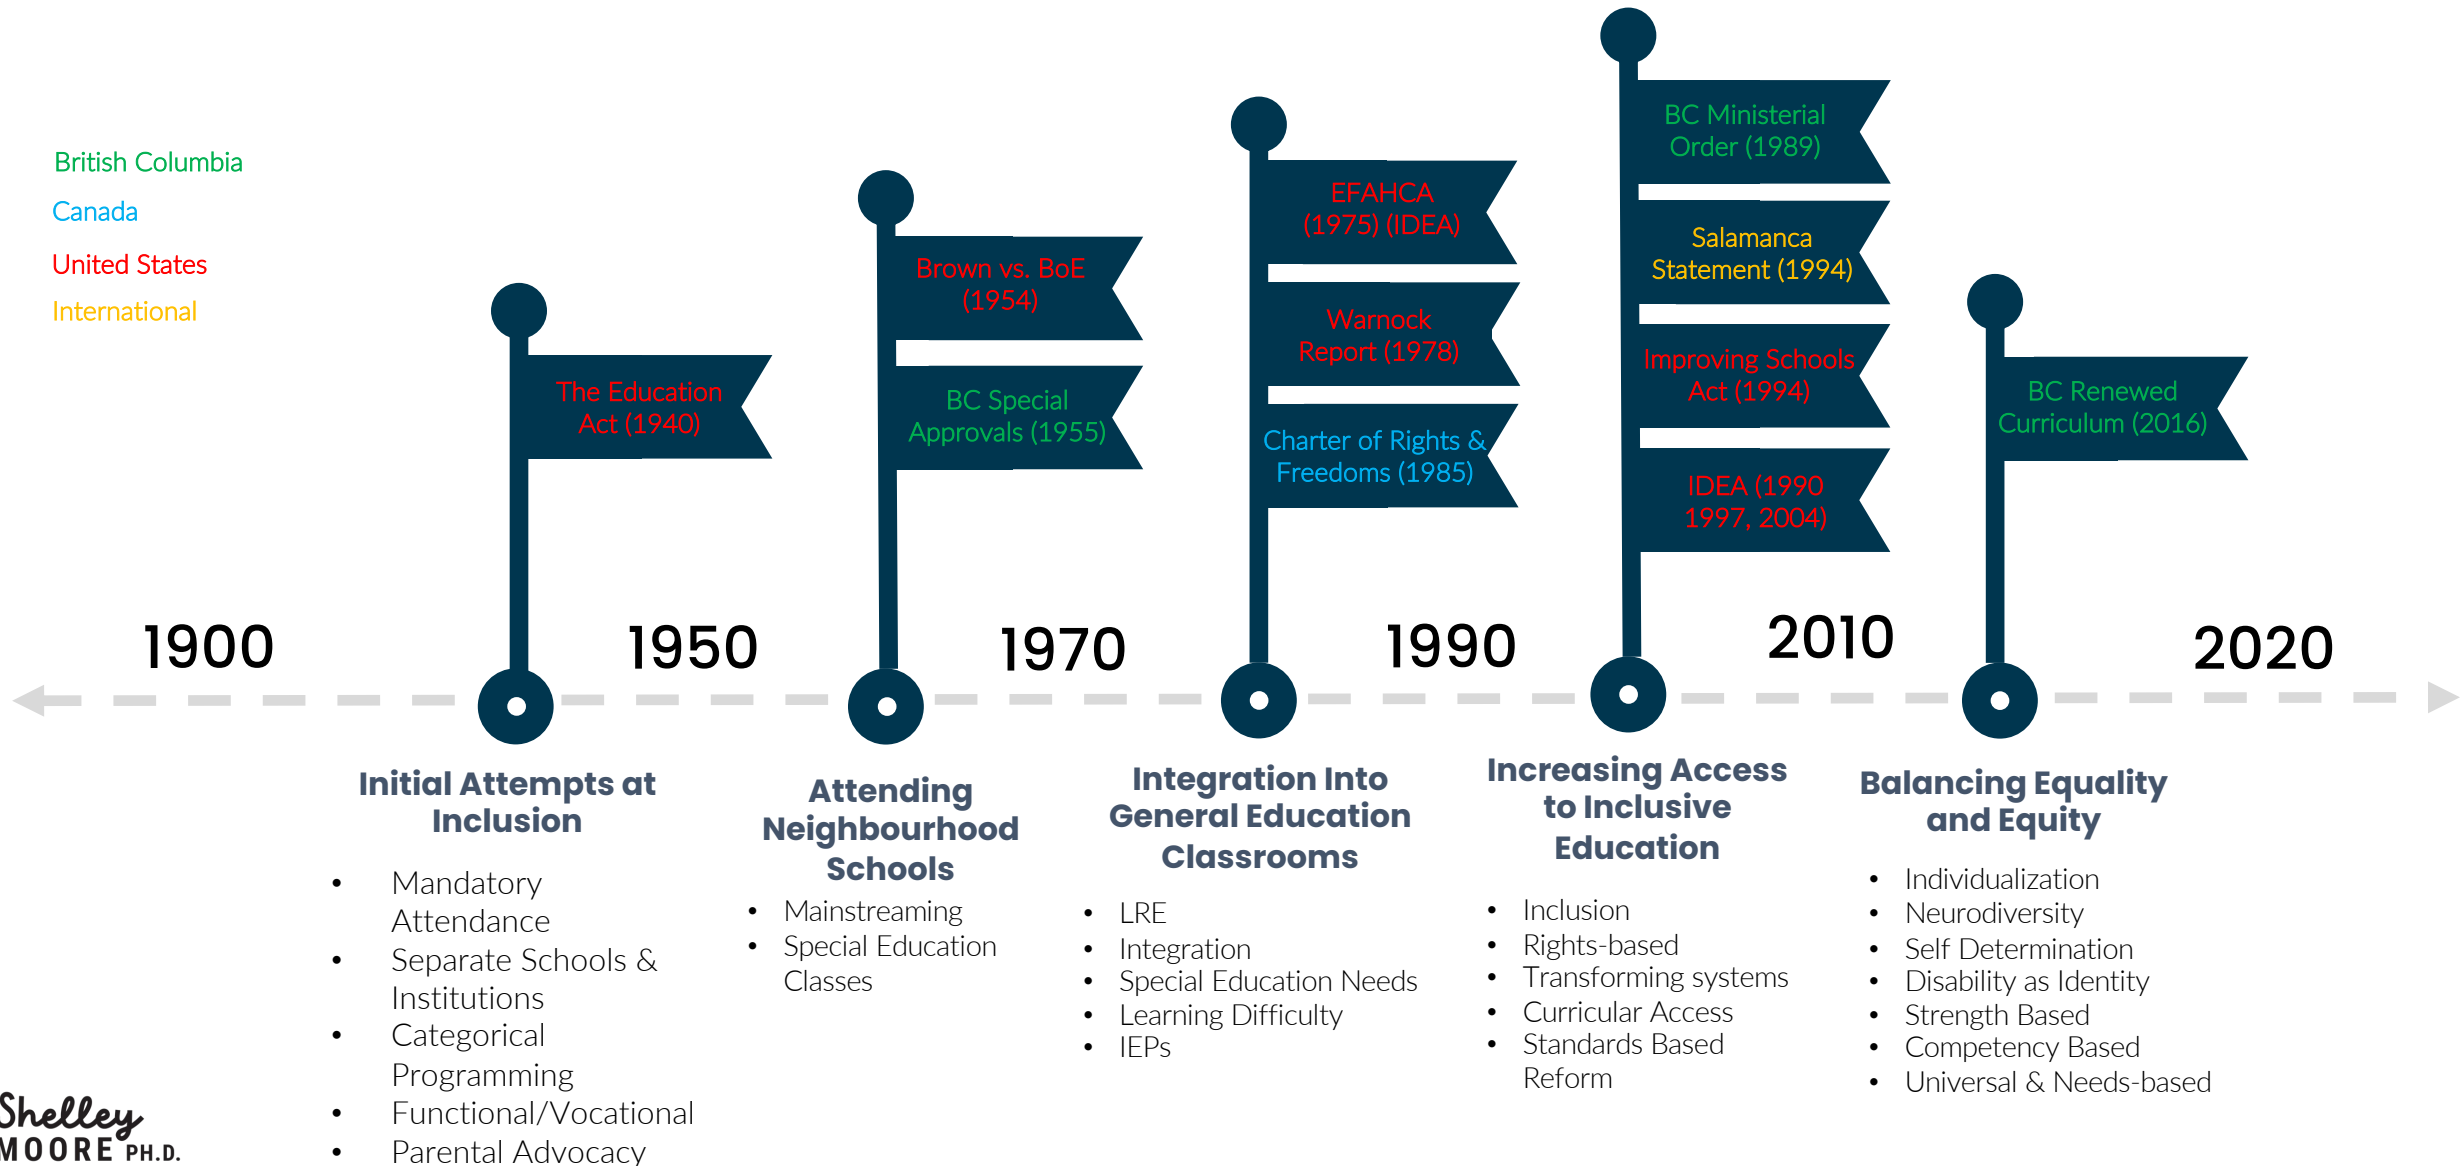 British Columbia
Canada
United States
International
The Education
Act (1940)
Brown vs. BoE
(1954)
BC Special
Approvals (1955)
EFAHCA
(1975) (IDEA)
Warnock
Report (1978)
Charter of Rights &
Freedoms (1985)
BC Ministerial
Order (1989)
Salamanca
Statement (1994)
Improving Schools
Act (1994)
IDEA (1990
1997, 2004)
BC Renewed
Curriculum (2016)
1900
1950
1970
1990
2010
2020
Initial Attempts at
Inclusion
• Mandatory
Attendance
• Separate Schools &
Institutions
• Categorical
Programming
• Functional/Vocational
• Parental Advocacy
Attending
Neighbourhood
Schools
• Mainstreaming
• Special Education
Classes
Integration Into
General Education
Classrooms
• LRE
• Integration
• Special Education Needs
• Learning Difficulty
• IEPs
Increasing Access
to Inclusive
Education
• Inclusion
• Rights-based
• Transforming systems
• Curricular Access
• Standards Based
Reform
Balancing Equality
and Equity
• Individualization
• Neurodiversity
• Self Determination
• Disability as Identity
• Strength Based
• Competency Based
• Universal & Needs-based
Shelley
MOORE PH.D.